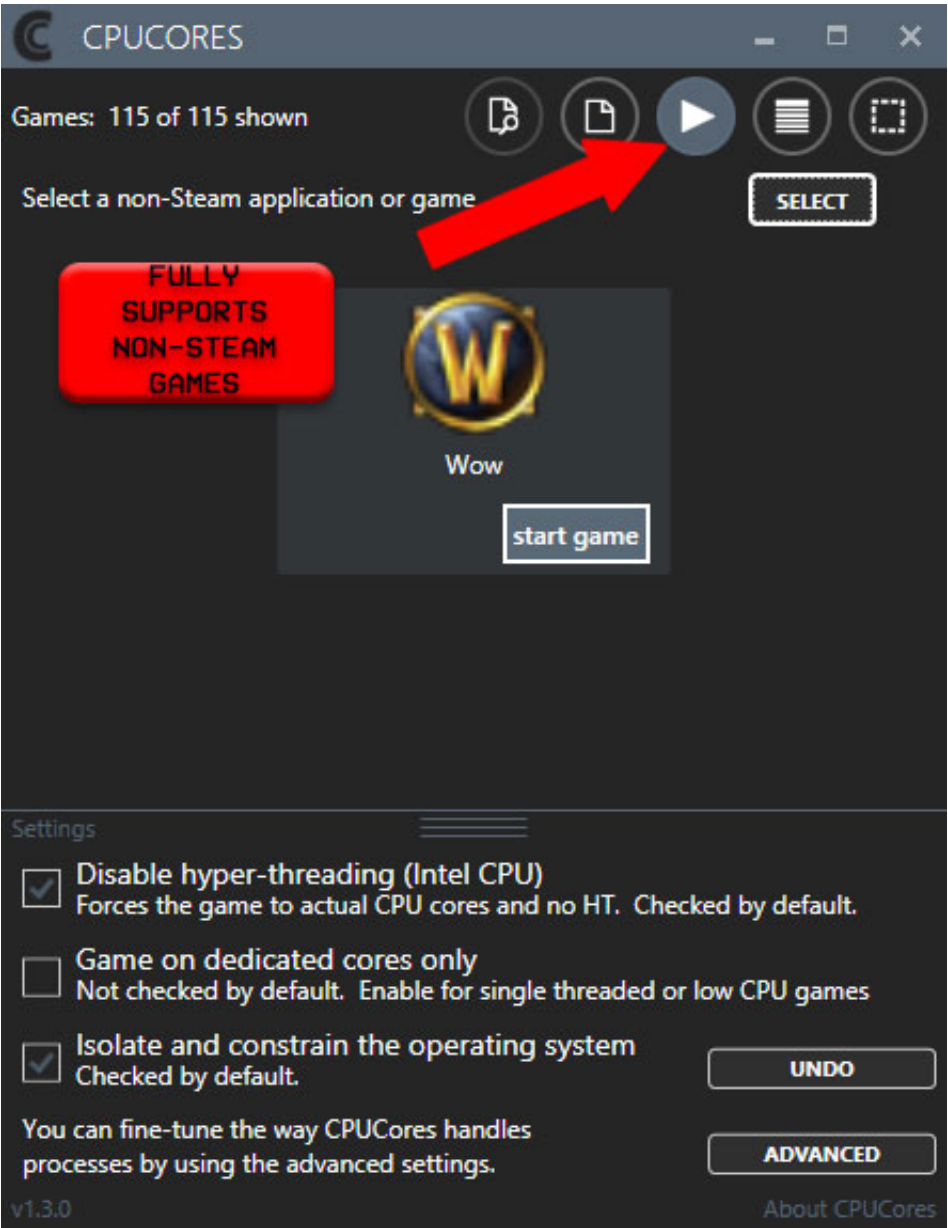 CPUCORES
Games: 115 of 115 shown
Select a non-Steam application or game
SELECT
FULLY
SUPPORTS
NON-STEAM
GAMES
W
Wow
start game
Settings
Disable hyper-threading (Intel CPU)
Forces the game to actual CPU cores and no HT. Checked by default.
Game on dedicated cores only
Not checked by default. Enable for single threaded or low CPU games
Isolate and constrain the operating system
Checked by default.
UNDO
You can fine-tune the way CPUCores handles
processes by using the advanced settings.
ADVANCED
v1.3.0
About CPUCores